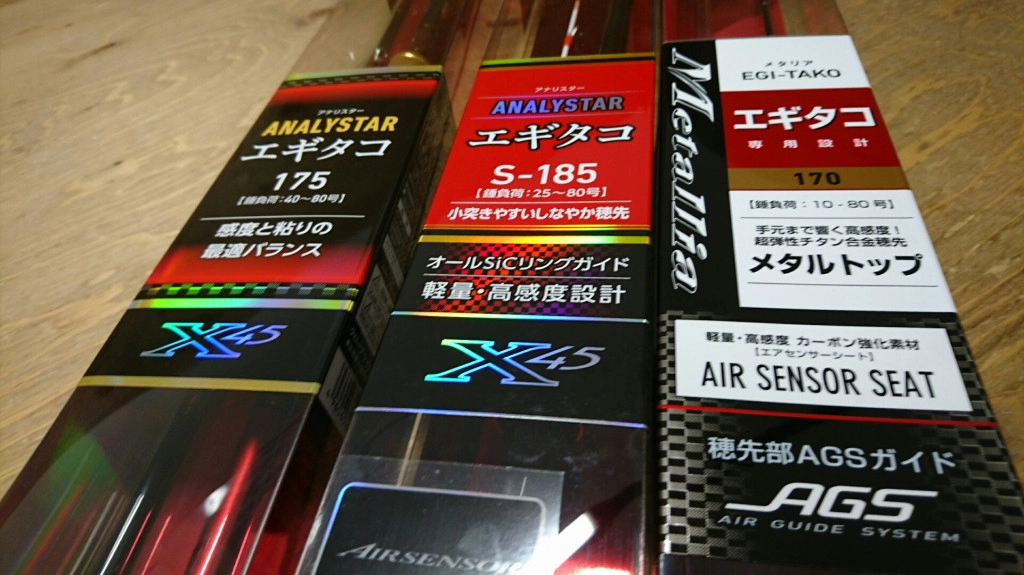 アナリスター
ANALYSTAR
エギタコ
175
【錘負荷:40〜80号】
感度と粘りの
最適バランス
X45
アナリスター
ANALYSTAR
エギタコ
S-185
【錘負荷:25〜80号】
小突きやすいしなやか穂先
オールSiCリングガイド
軽量・高感度設計
X45
AIRSENSOR
Metallia
メタリア
EGI-TAKO
エギタコ
専用設計
170
【錘負荷:10-80号】
手元まで響く高感度!
超弾性チタン合金穂先
メタルトップ
軽量・高感度 カーボン強化素材
【エアセンサーシート】
AIR SENSOR SEAT
穂先部AGSガイド
AGS
AIR GUIDE SYSTEM